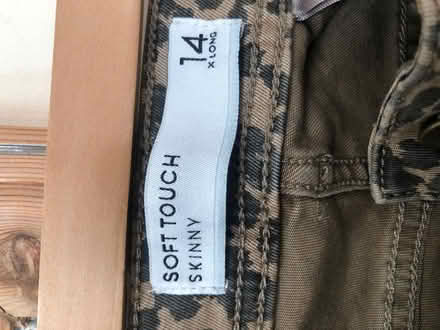 SOFT TOUCH
SKINNY
14
X LONG